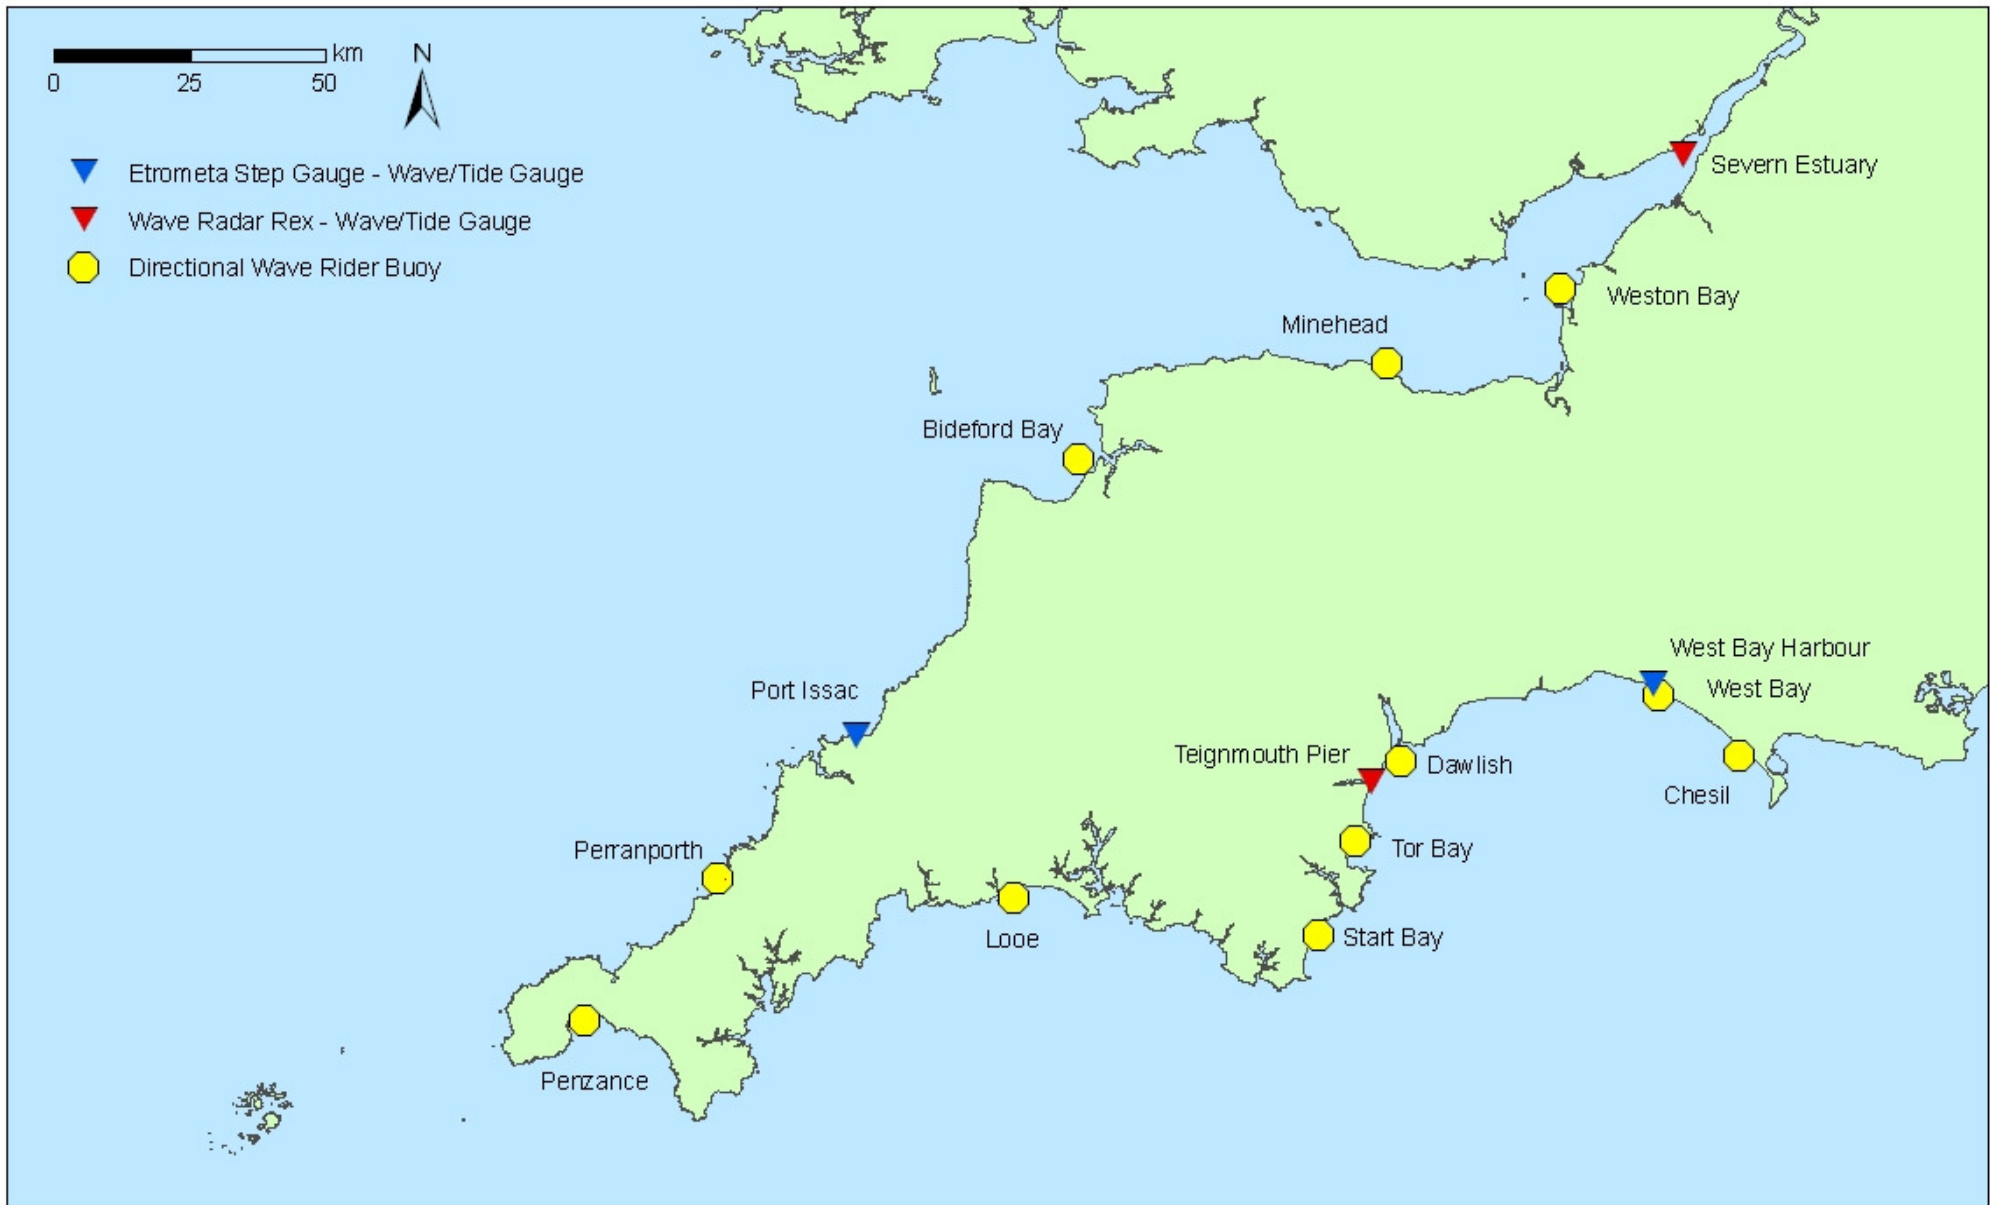 km
N
0 25 50
Etrometa Step Gauge - Wave/Tide Gauge
Wave Radar Rex - Wave/Tide Gauge
Directional Wave Rider Buoy
Severn Estuary
Weston Bay
Minehead
Bideford Bay
West Bay Harbour
West Bay
Port Issac
Teignmouth Pier
Dawlish
Chesil
Perranporth
Tor Bay
Looe
Start Bay
Penzance